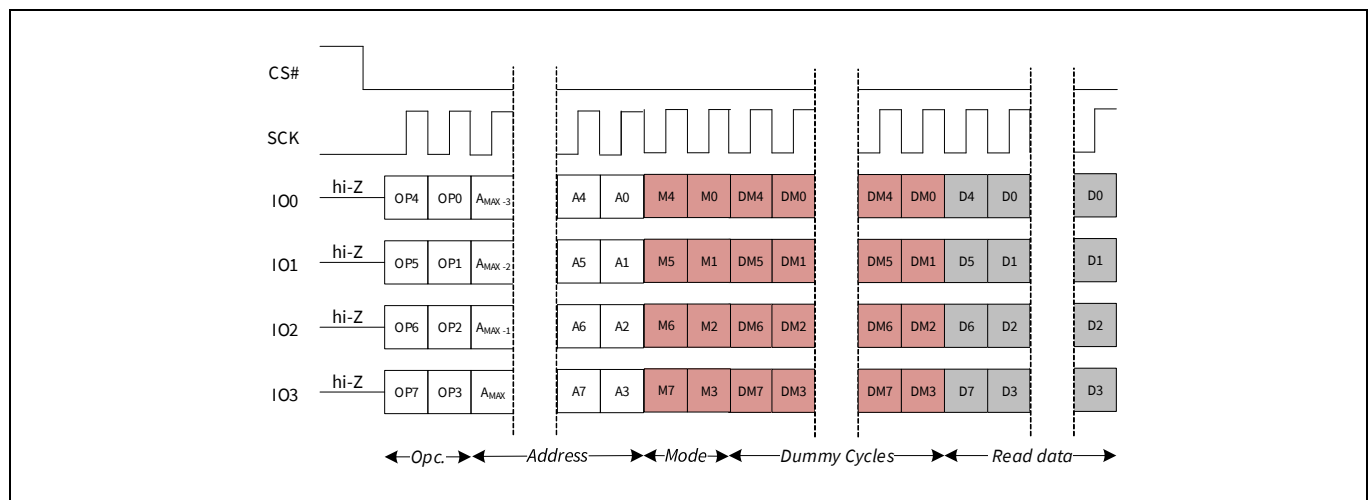 CS#
SCK
IO0 hi-Z OP4 OP0 AMAX -3 A4 A0 M4 M0 DM4 DM0 DM4 DM0 D4 D0 D0
IO1 hi-Z OP5 OP1 AMAX -2 A5 A1 M5 M1 DM5 DM1 DM5 DM1 D5 D1 D1
IO2 hi-Z OP6 OP2 AMAX -1 A6 A2 M6 M2 DM6 DM2 DM6 DM2 D6 D2 D2
IO3 hi-Z OP7 OP3 AMAX A7 A3 M7 M3 DM7 DM3 DM7 DM3 D7 D3 D3
Opc. Address Mode Dummy Cycles Read data